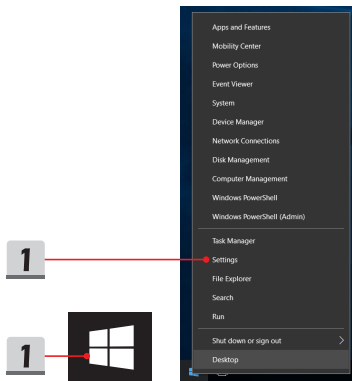 Apps and Features
Mobility Center
Power Options
Event Viewer
System
Device Manager
Network Connections
Disk Management
Computer Management
Windows PowerShell
Windows PowerShell (Admin)
Task Manager
1
Settings
File Explorer
Search
Run
Shut down or sign out
1
Desktop